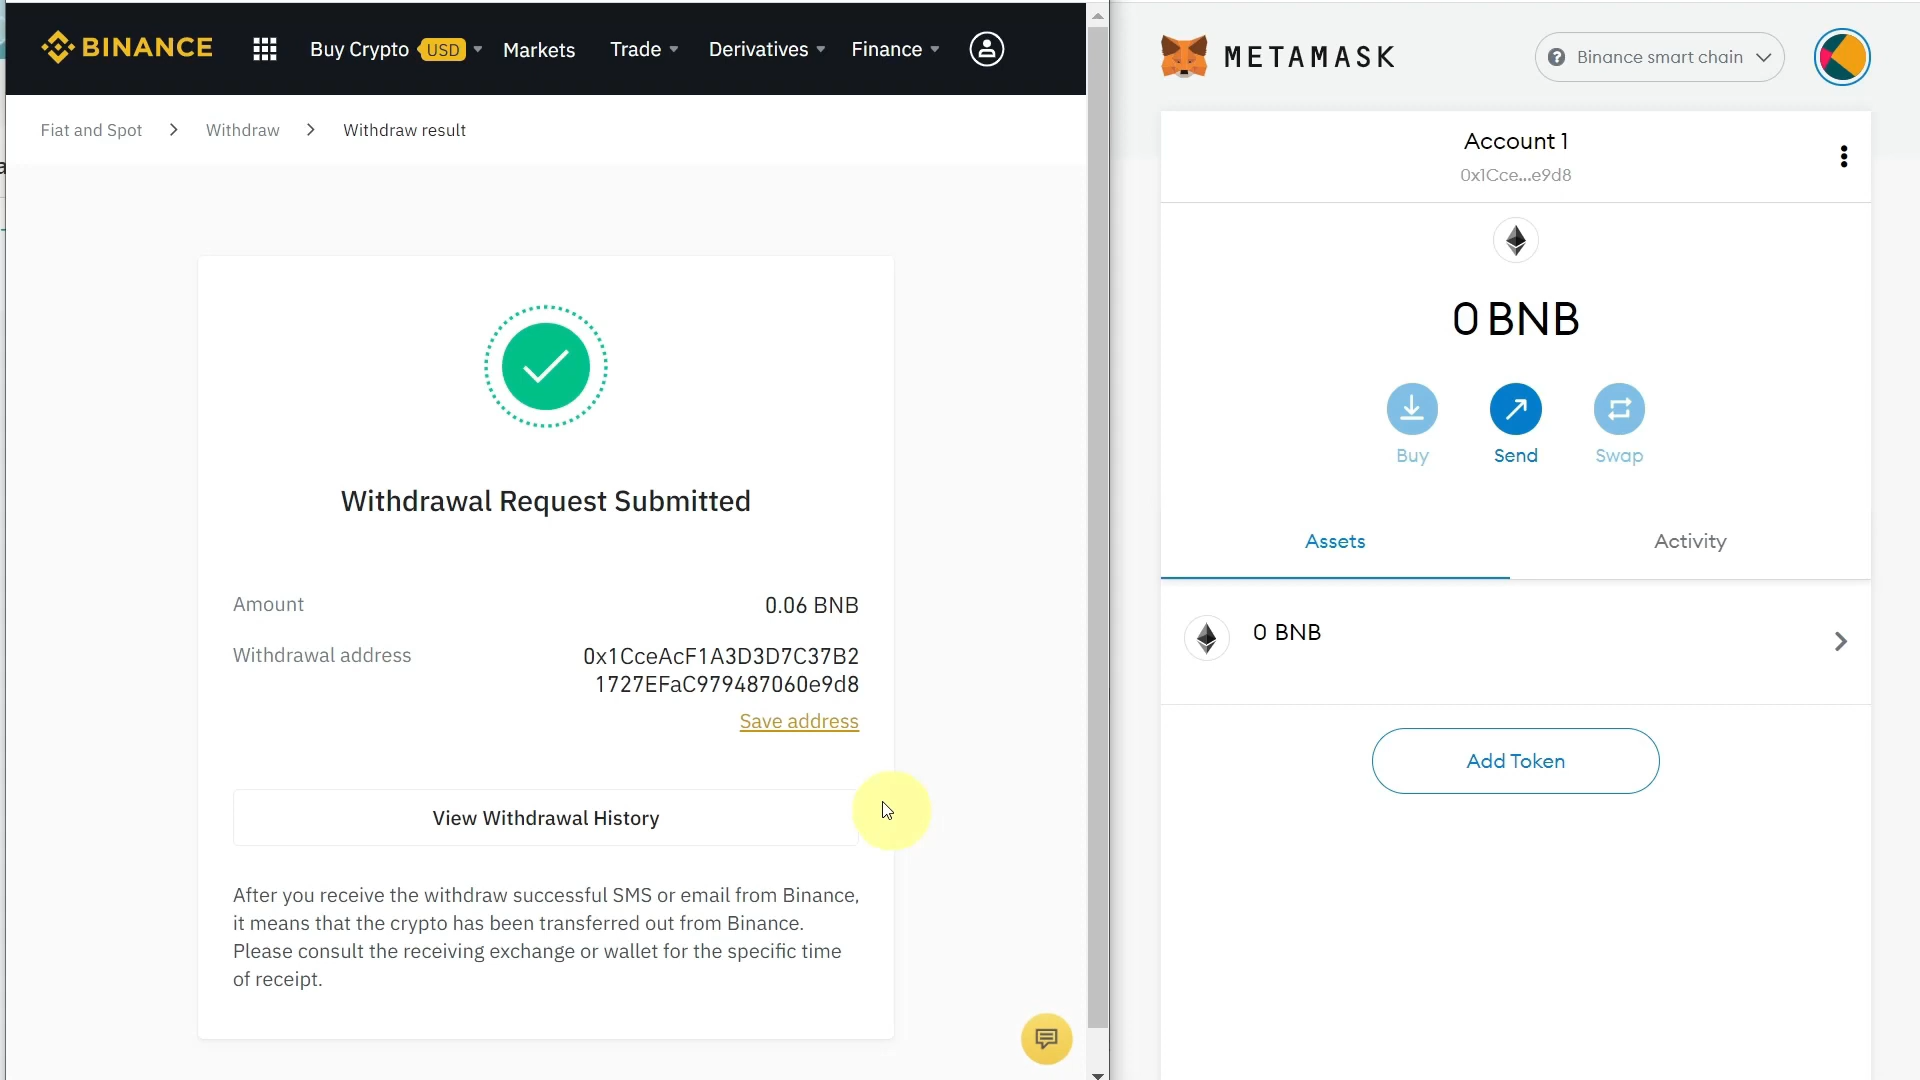 BINANCE
Buy Crypto USD Markets Trade Derivatives Finance
Fiat and Spot > Withdraw > Withdraw result
Withdrawal Request Submitted
Amount 0.06 BNB
Withdrawal address 0x1CceAcF1A3D3D7C37B2
1727EFaC979487060e9d8
Save address
View Withdrawal History
After you receive the withdraw successful SMS or email from Binance,
it means that the crypto has been transferred out from Binance.
Please consult the receiving exchange or wallet for the specific time
of receipt.
METAMASK
? Binance smart chain
Account 1
0x1Cce...e9d8
0 BNB
Buy Send Swap
Assets Activity
0 BNB
Add Token